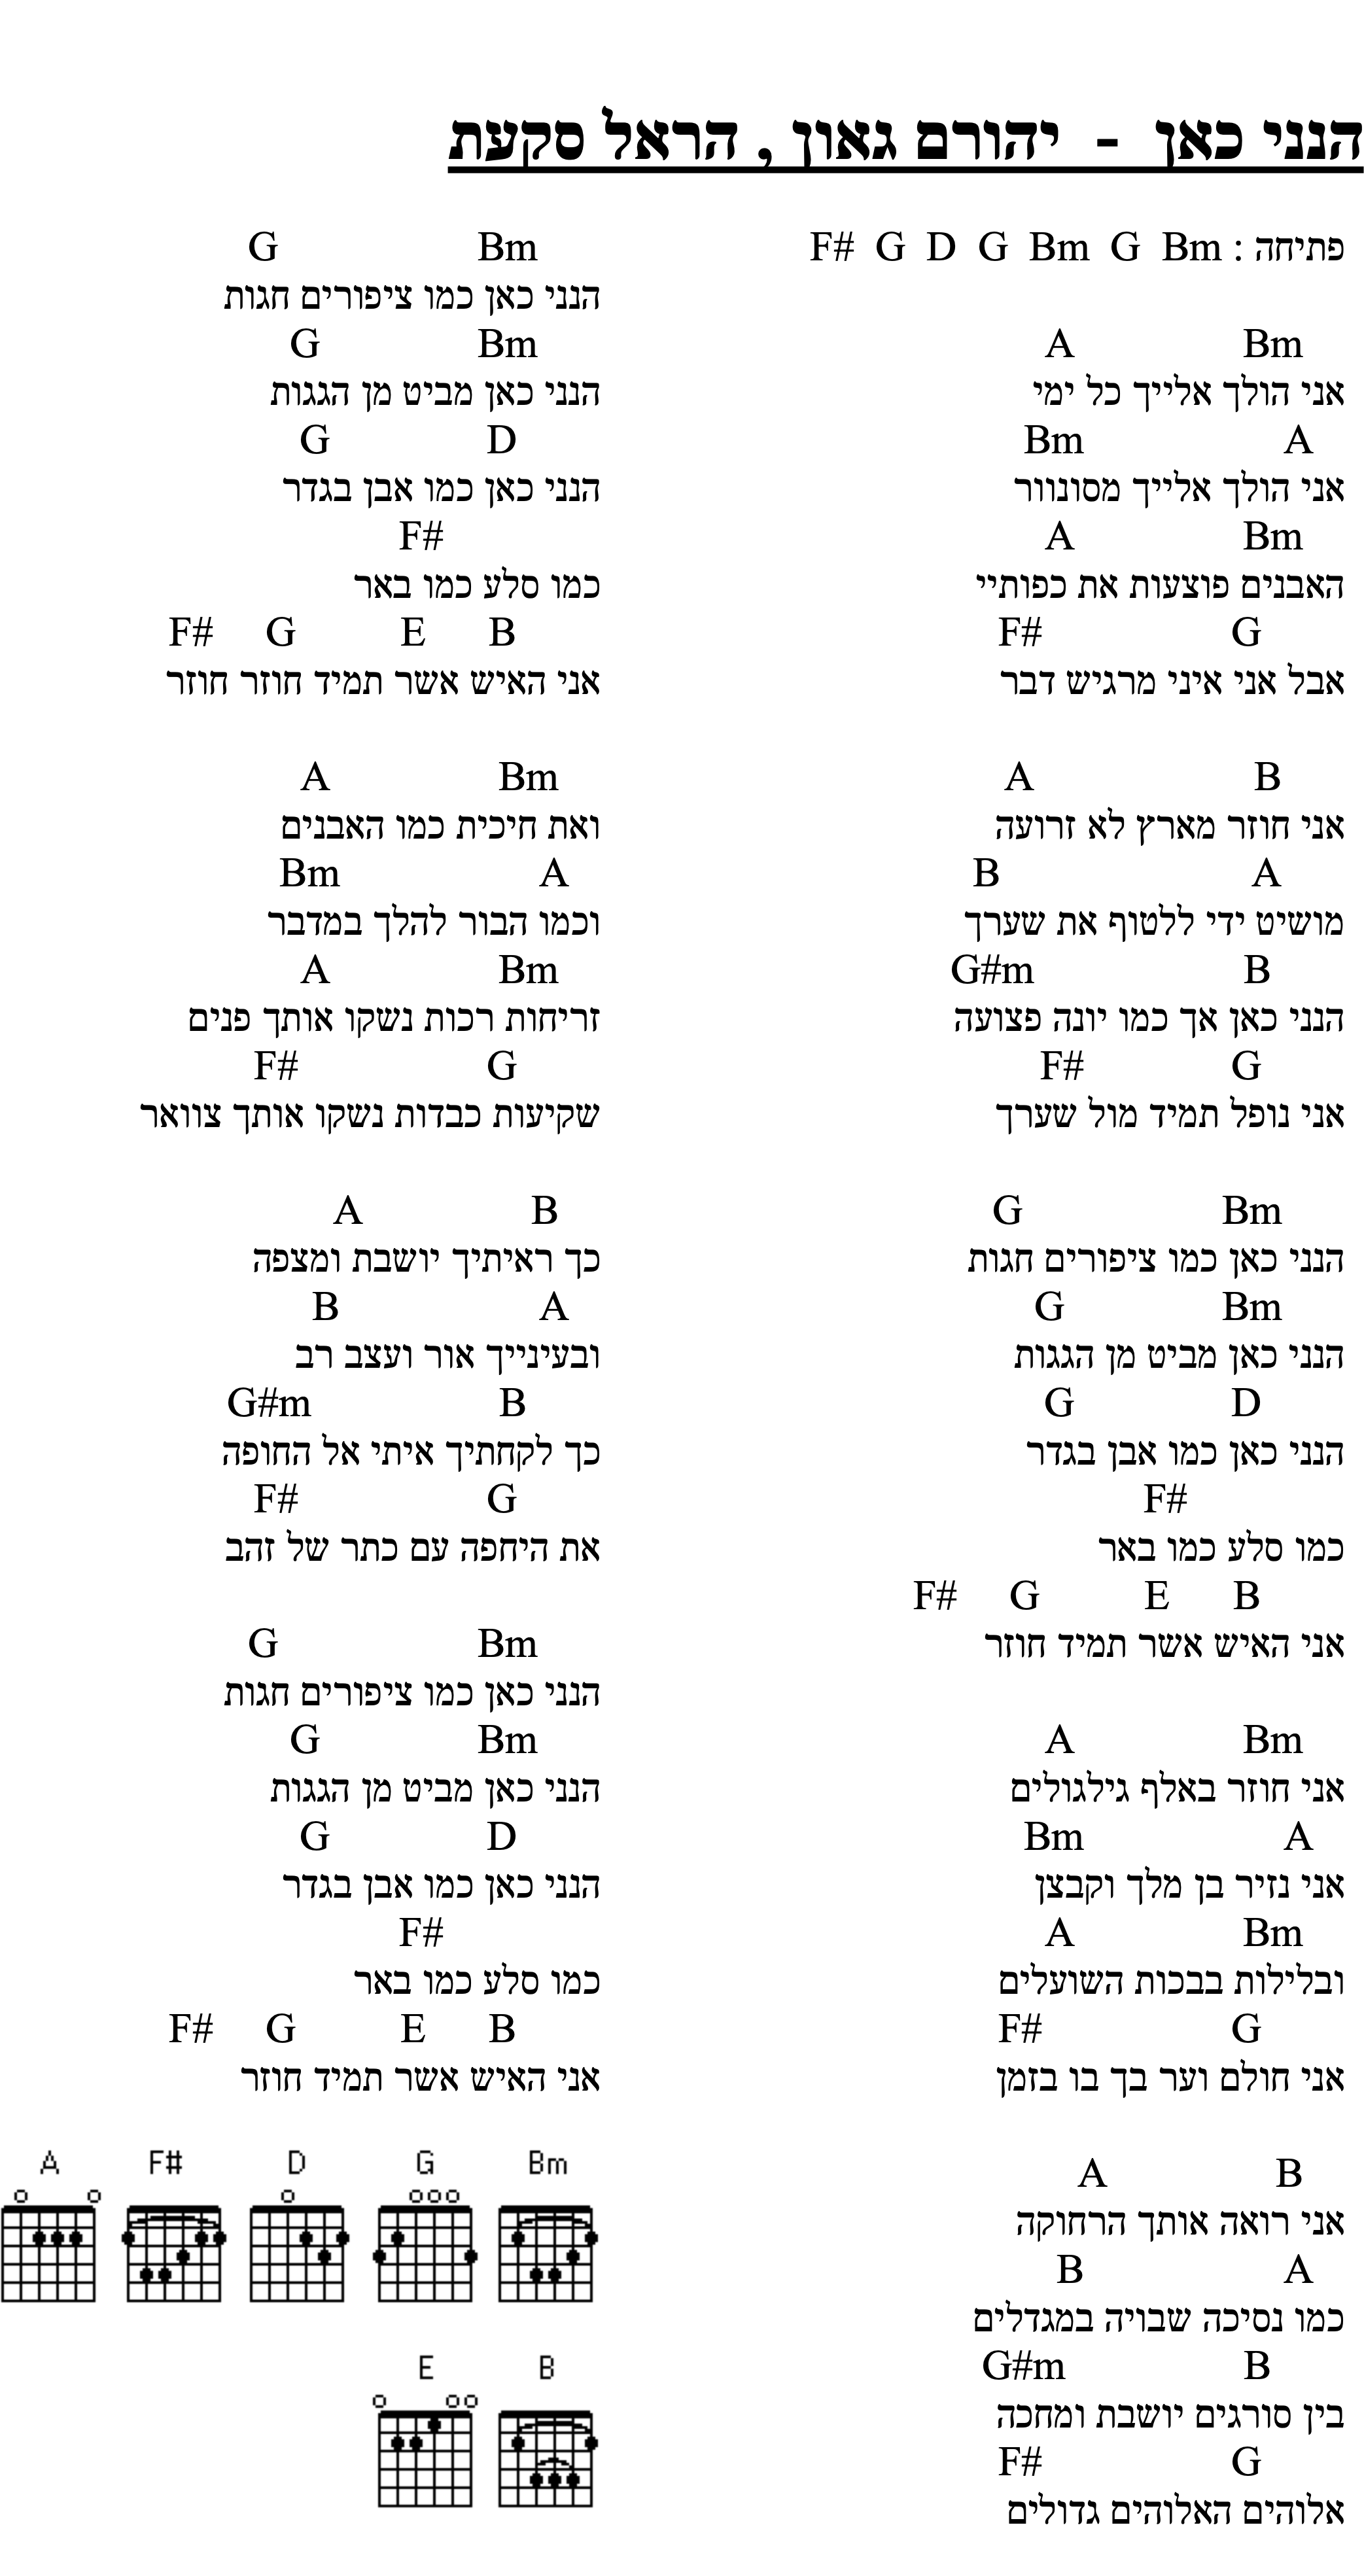 הנני כאן - יהורם גאון , הראל סקעת
פתיחה : Bm G Bm G D G F#
Bm A
אני הולך אלייך כל ימי
A Bm
אני הולך אלייך מסונוור
Bm A
האבנים פוצעות את כפותיי
G F#
אבל אני איני מרגיש דבר
B A
אני חוזר מארץ לא זרועה
A B
מושיט ידי ללטוף את שערך
B G#m
הנני כאן אך כמו יונה פצועה
G F#
אני נופל תמיד מול שערך
Bm G
הנני כאן כמו ציפורים חגות
Bm G
הנני כאן מביט מן הגגות
D G
הנני כאן כמו אבן בגדר
F#
כמו סלע כמו באר
B E G F#
אני האיש אשר תמיד חוזר
Bm A
אני חוזר באלף גילגולים
A Bm
אני נזיר בן מלך וקבצן
Bm A
ובלילות בבכות השועלים
G F#
אני חולם וער בך בו בזמן
B A
אני רואה אותך הרחוקה
A B
כמו נסיכה שבויה במגדלים
B G#m
בין סורגים יושבת ומחכה
G F#
אלוהים האלוהים גדולים
Bm G
הנני כאן כמו ציפורים חגות
Bm G
הנני כאן מביט מן הגגות
D G
הנני כאן כמו אבן בגדר
F#
כמו סלע כמו באר
B E G F#
אני האיש אשר תמיד חוזר חוזר
Bm A
ואת חיכית כמו האבנים
A Bm
וכמו הבור להלך במדבר
Bm A
זריחות רכות נשקו אותך פנים
G F#
שקיעות כבדות נשקו אותך צוואר
B A
כך ראיתיך יושבת ומצפה
A B
ובעינייך אור ועצב רב
B G#m
כך לקחתיך איתי אל החופה
G F#
את היחפה עם כתר של זהב
Bm G
הנני כאן כמו ציפורים חגות
Bm G
הנני כאן מביט מן הגגות
D G
הנני כאן כמו אבן בגדר
F#
כמו סלע כמו באר
B E G F#
אני האיש אשר תמיד חוזר
Bm G D F# A
B E